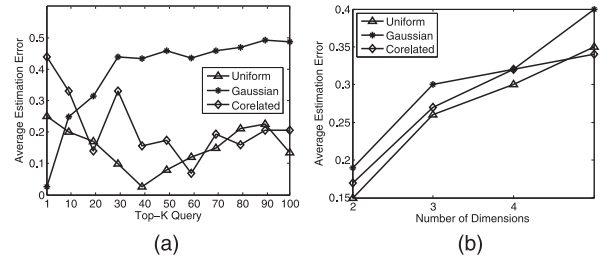 Average Estimation Error
0.5
0.4
0.3
0.2
0.1
0
1 10 20 30 40 50 60 70 80 90 100
Top-K Query
Uniform
Gaussian
Corelated
(a)
Average Estimation Error
0.4
0.35
0.3
0.25
0.2
0.15
2 3 4
Number of Dimensions
Uniform
Gaussian
Corelated
(b)